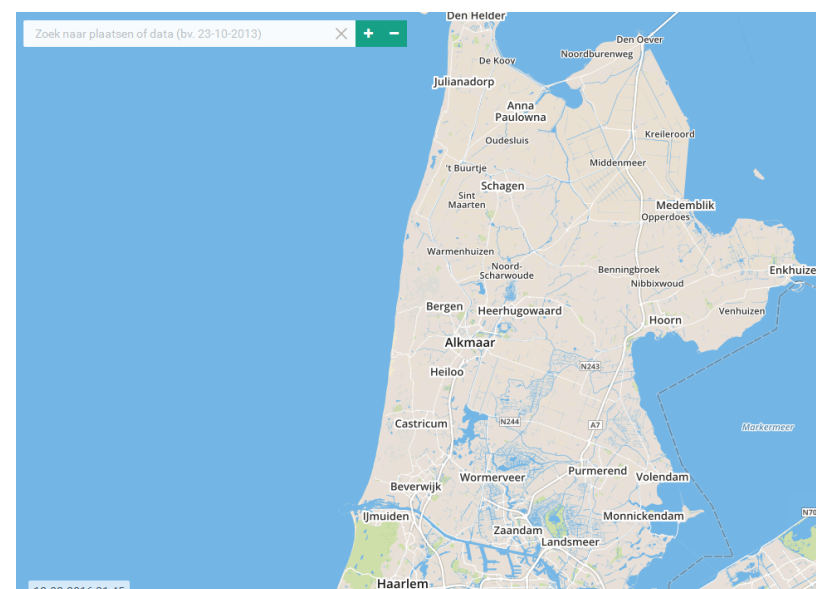 Den Helder
Zoek naar plaatsen of data (bv. 23-10-2013)
+ −
Den Oever
Noordburenweg
De Kooy
Julianadorp
Anna
Paulowna
Kreileroord
Oudesluis
Middenmeer
't Buurtje
Schagen
Sint
Maarten
Medemblik
Opperdoes
Warmenhuizen
Noord-
Scharwoude
Benningbroek
Enkhuize
Nibbixwoud
Bergen
Heerhugowaard
Venhuizen
Hoorn
Alkmaar
N243
Heiloo
Castricum
N244
A7
Markermeer
Purmerend
Wormerveer
Volendam
Beverwijk
N70
IJmuiden
Monnickendam
Zaandam
Landsmeer
Haarlem